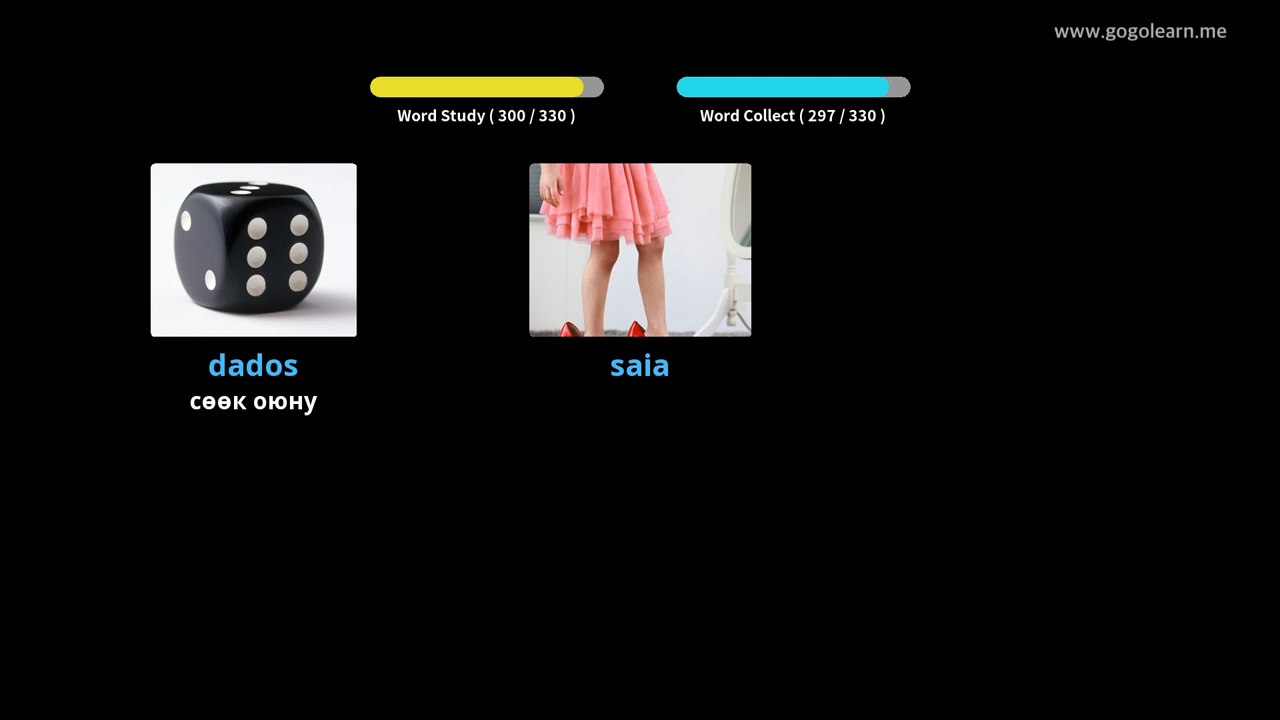 www.gogolearn.me
Word Study ( 300 / 330 )
Word Collect ( 297 / 330 )
dados
сөөк оюну
saia